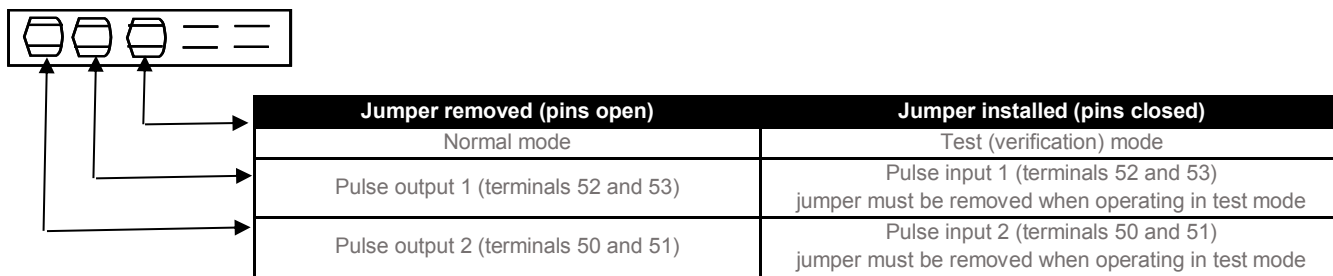 Jumper removed (pins open) Jumper installed (pins closed)
Normal mode Test (verification) mode
Pulse output 1 (terminals 52 and 53) Pulse input 1 (terminals 52 and 53)
jumper must be removed when operating in test mode
Pulse output 2 (terminals 50 and 51) Pulse input 2 (terminals 50 and 51)
jumper must be removed when operating in test mode